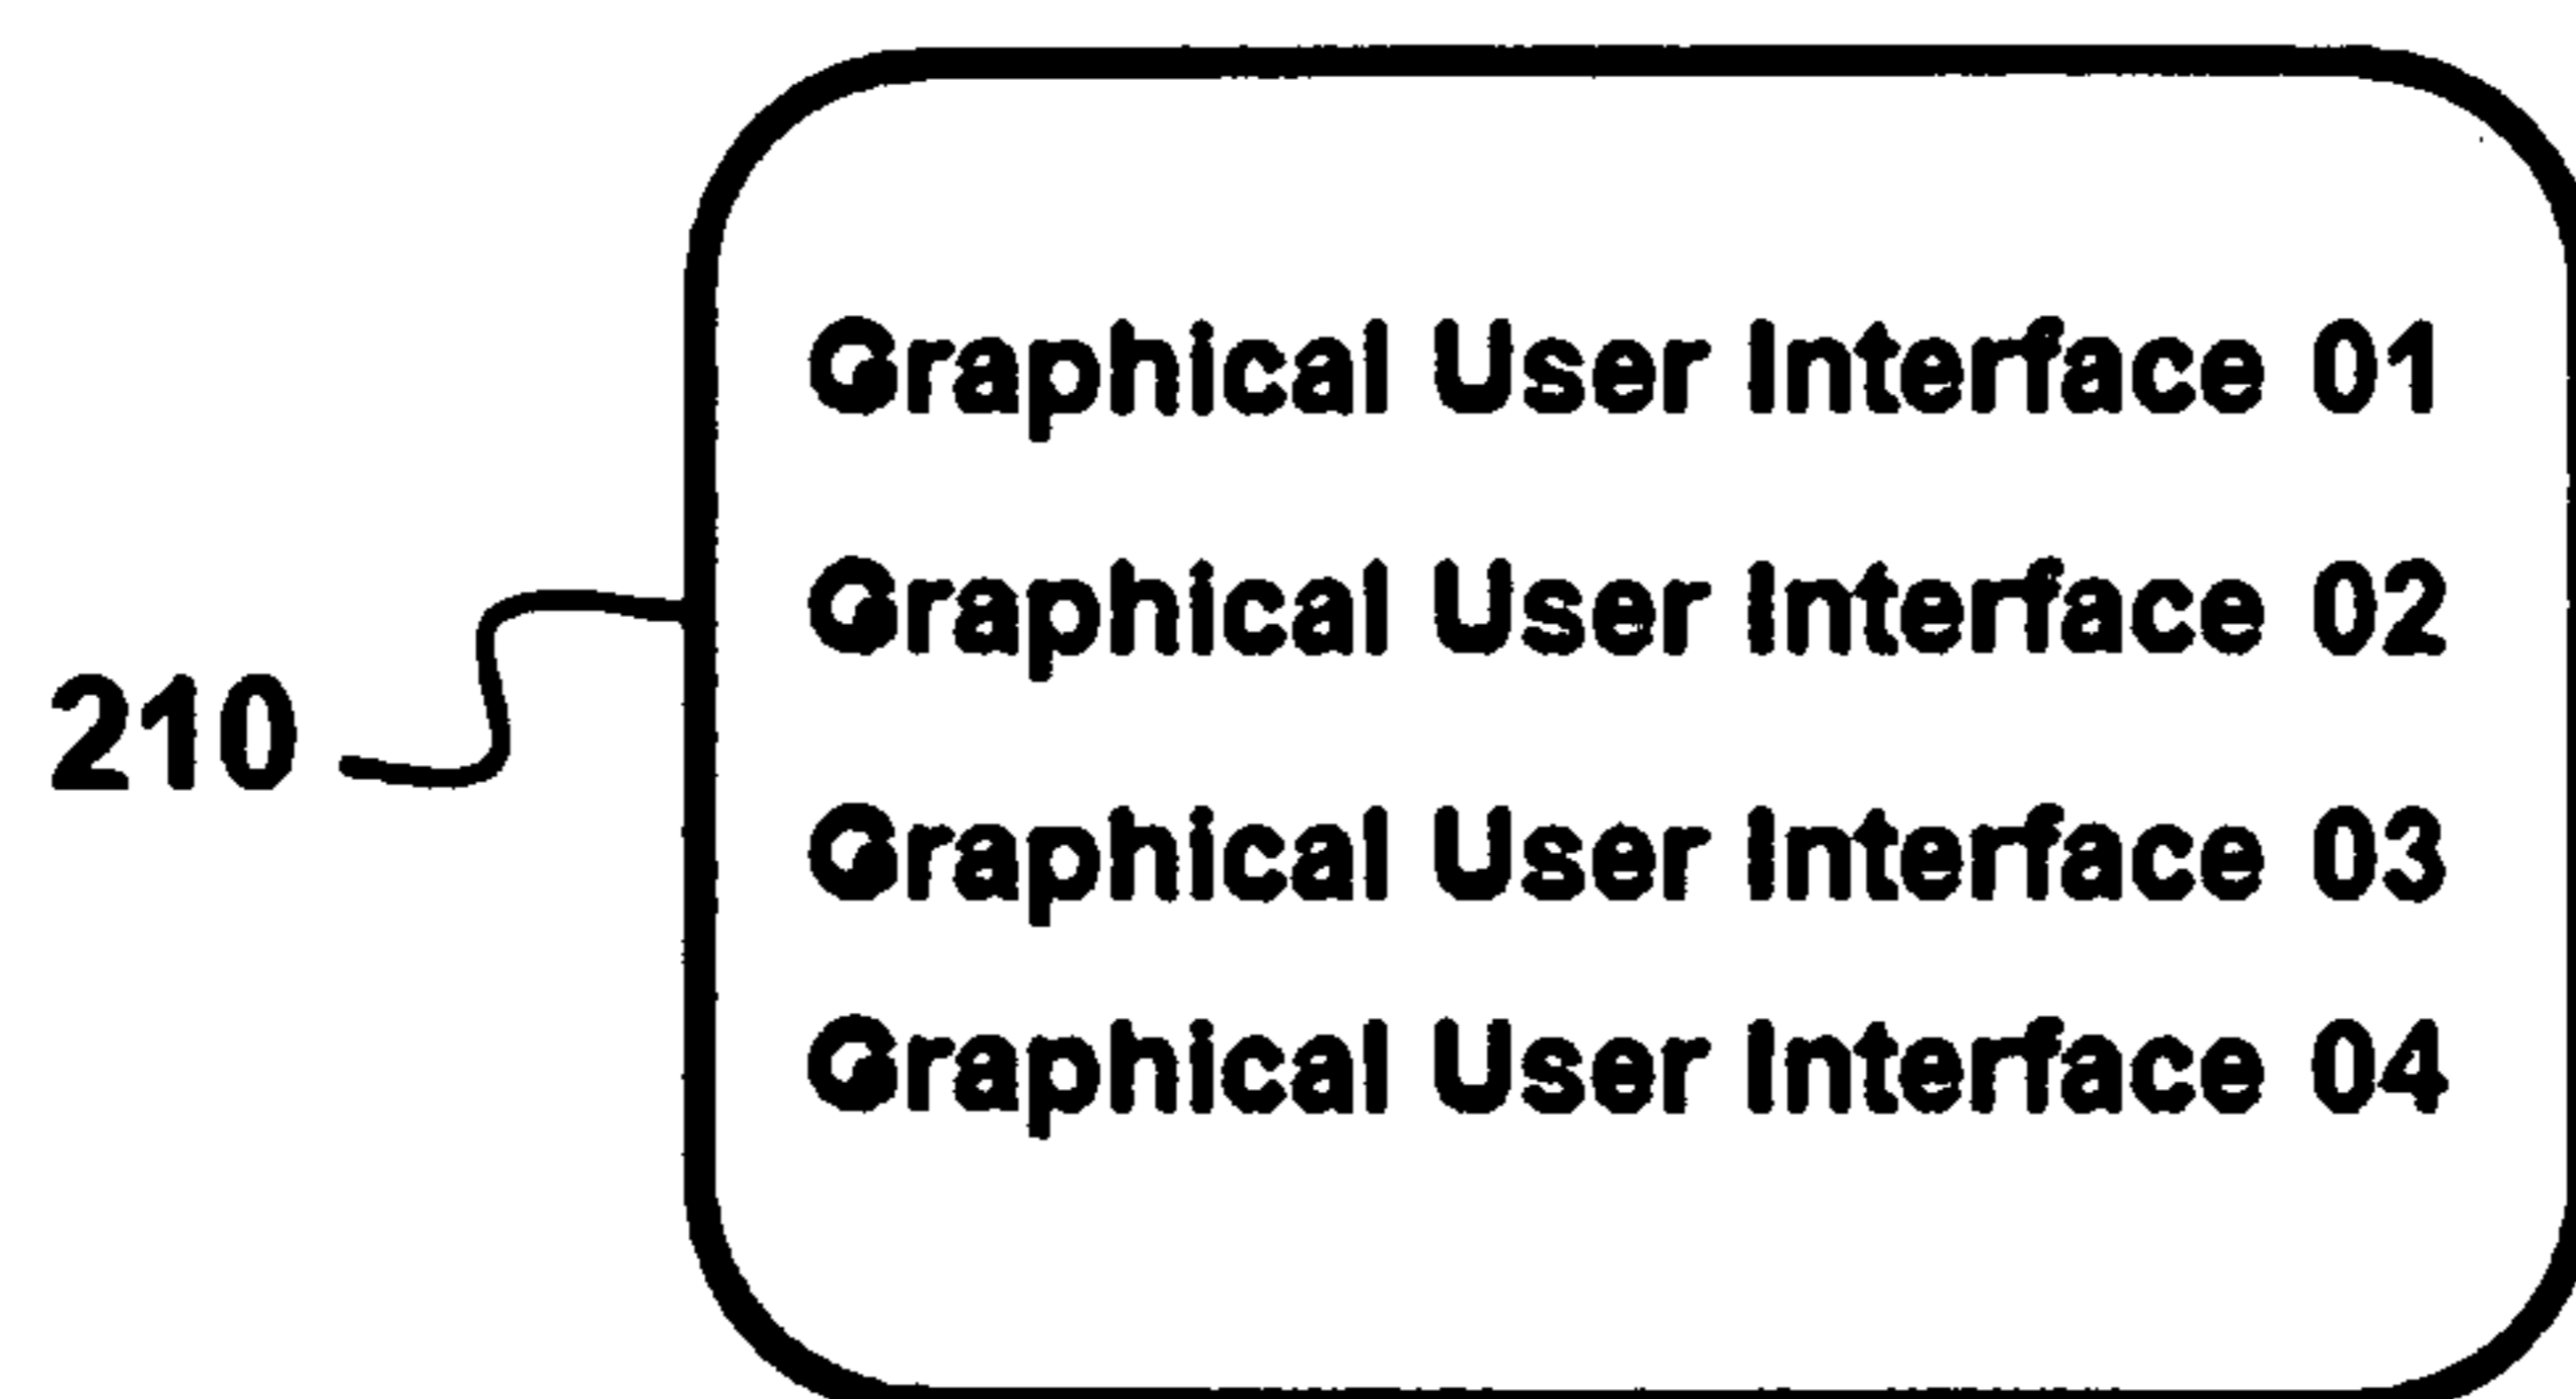 Graphical User Interface 01
Graphical User Interface 02
210
Graphical User Interface 03
Graphical User Interface 04